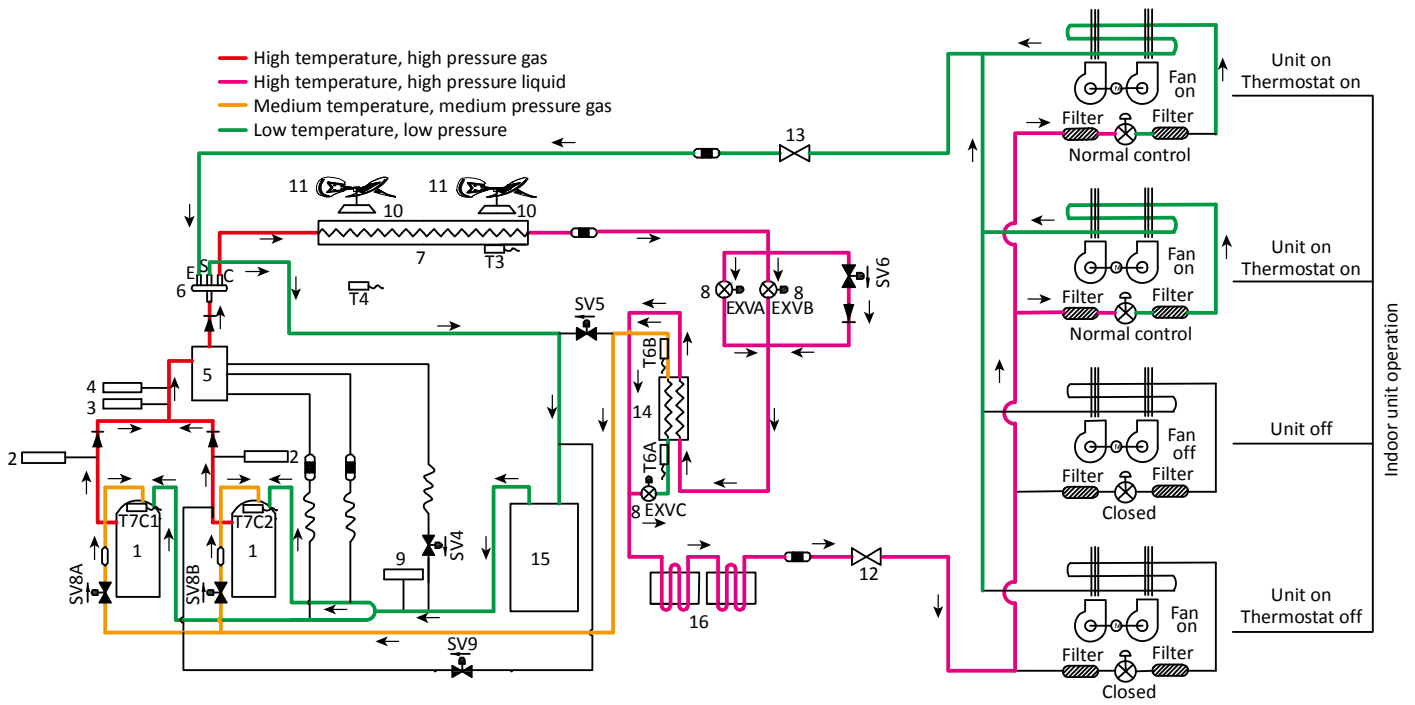 High temperature, high pressure gas
High temperature, high pressure liquid
Medium temperature, medium pressure gas
Low temperature, low pressure
13
11
11
10
10
7
T3
T4
E
S
C
6
5
4
3
2
2
T7C1
T7C2
1
1
SV8A
SV8B
SV9
9
SV4
15
SV5
T6B
14
T6A
8
EXVC
8
EXVA
8
EXVB
SV6
16
12
Fan
on
Filter
Filter
Normal control
Unit on
Thermostat on
Fan
on
Filter
Filter
Normal control
Unit on
Thermostat on
Fan
off
Filter
Filter
Closed
Unit off
Fan
on
Filter
Filter
Closed
Unit on
Thermostat off
Indoor unit operation